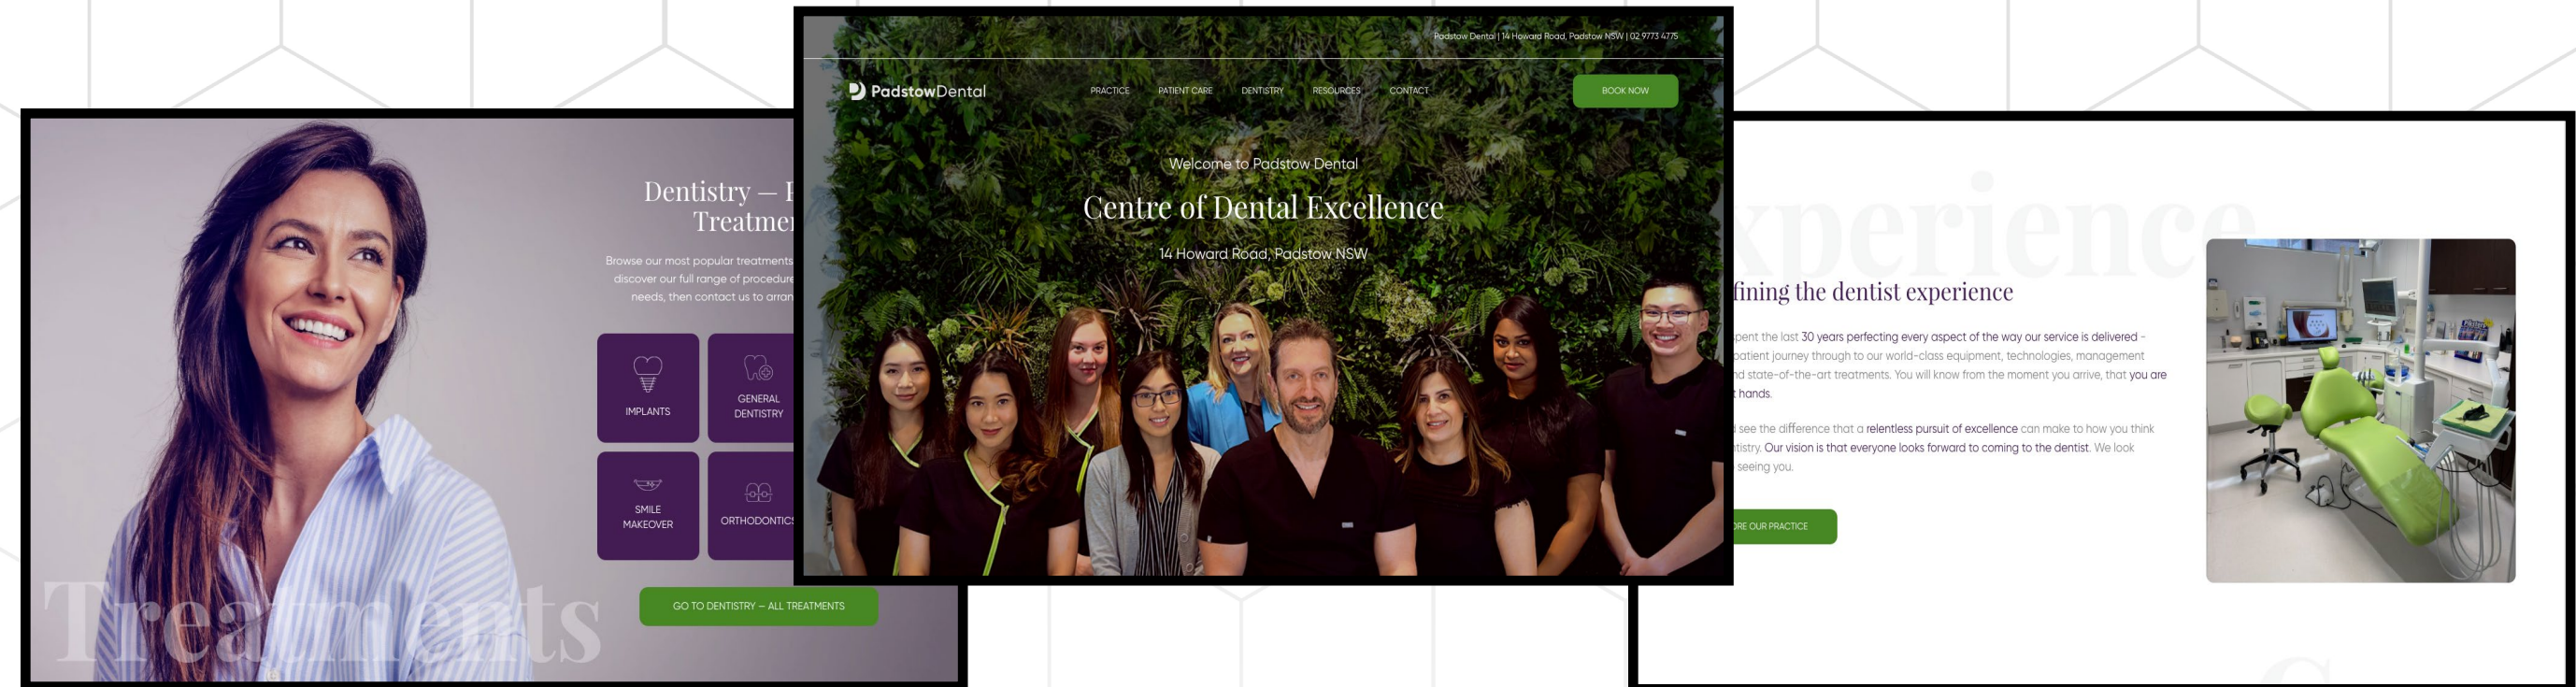 Dentistry — P
Treatmen
Browse our most popular treatments
discover our full range of procedure
needs, then contact us to arran
IMPLANTS
GENERAL
DENTISTRY
SMILE
MAKEOVER
ORTHODONTICS
GO TO DENTISTRY – ALL TREATMENTS
Treatments
Padstow Dental | 14 Howard Road, Padstow NSW | 02 9773 4775
PadstowDental
PRACTICE PATIENT CARE DENTISTRY RESOURCES CONTACT
BOOK NOW
Welcome to Padstow Dental
Centre of Dental Excellence
14 Howard Road, Padstow NSW
xperience
fining the dentist experience
spent the last 30 years perfecting every aspect of the way our service is delivered -
patient journey through to our world-class equipment, technologies, management
nd state-of-the-art treatments. You will know from the moment you arrive, that you are
t hands.
see the difference that a relentless pursuit of excellence can make to how you think
ntistry. Our vision is that everyone looks forward to coming to the dentist. We look
seeing you.
ORE OUR PRACTICE